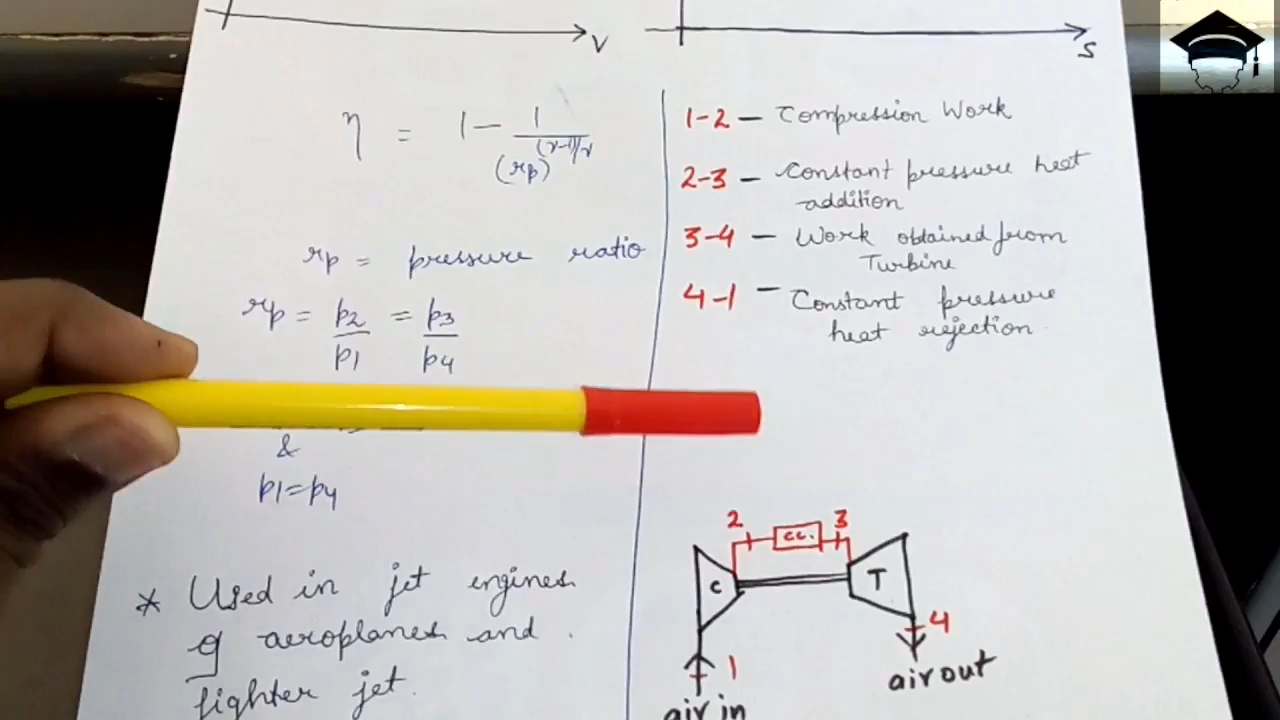 V
S
η = 1 - 1/(rp)^(γ-1)/γ
rp = pressure ratio
rp = p2/p1 = p3/p4
&
p1=p4
* Used in jet engines
of aeroplanes and
fighter jet.
1-2 - Compression Work
2-3 - Constant pressure heat
addition
3-4 - Work obtained from
Turbine
4-1 - Constant pressure
heat rejection
2 c.c. 3
C T
4
1 air out
air in